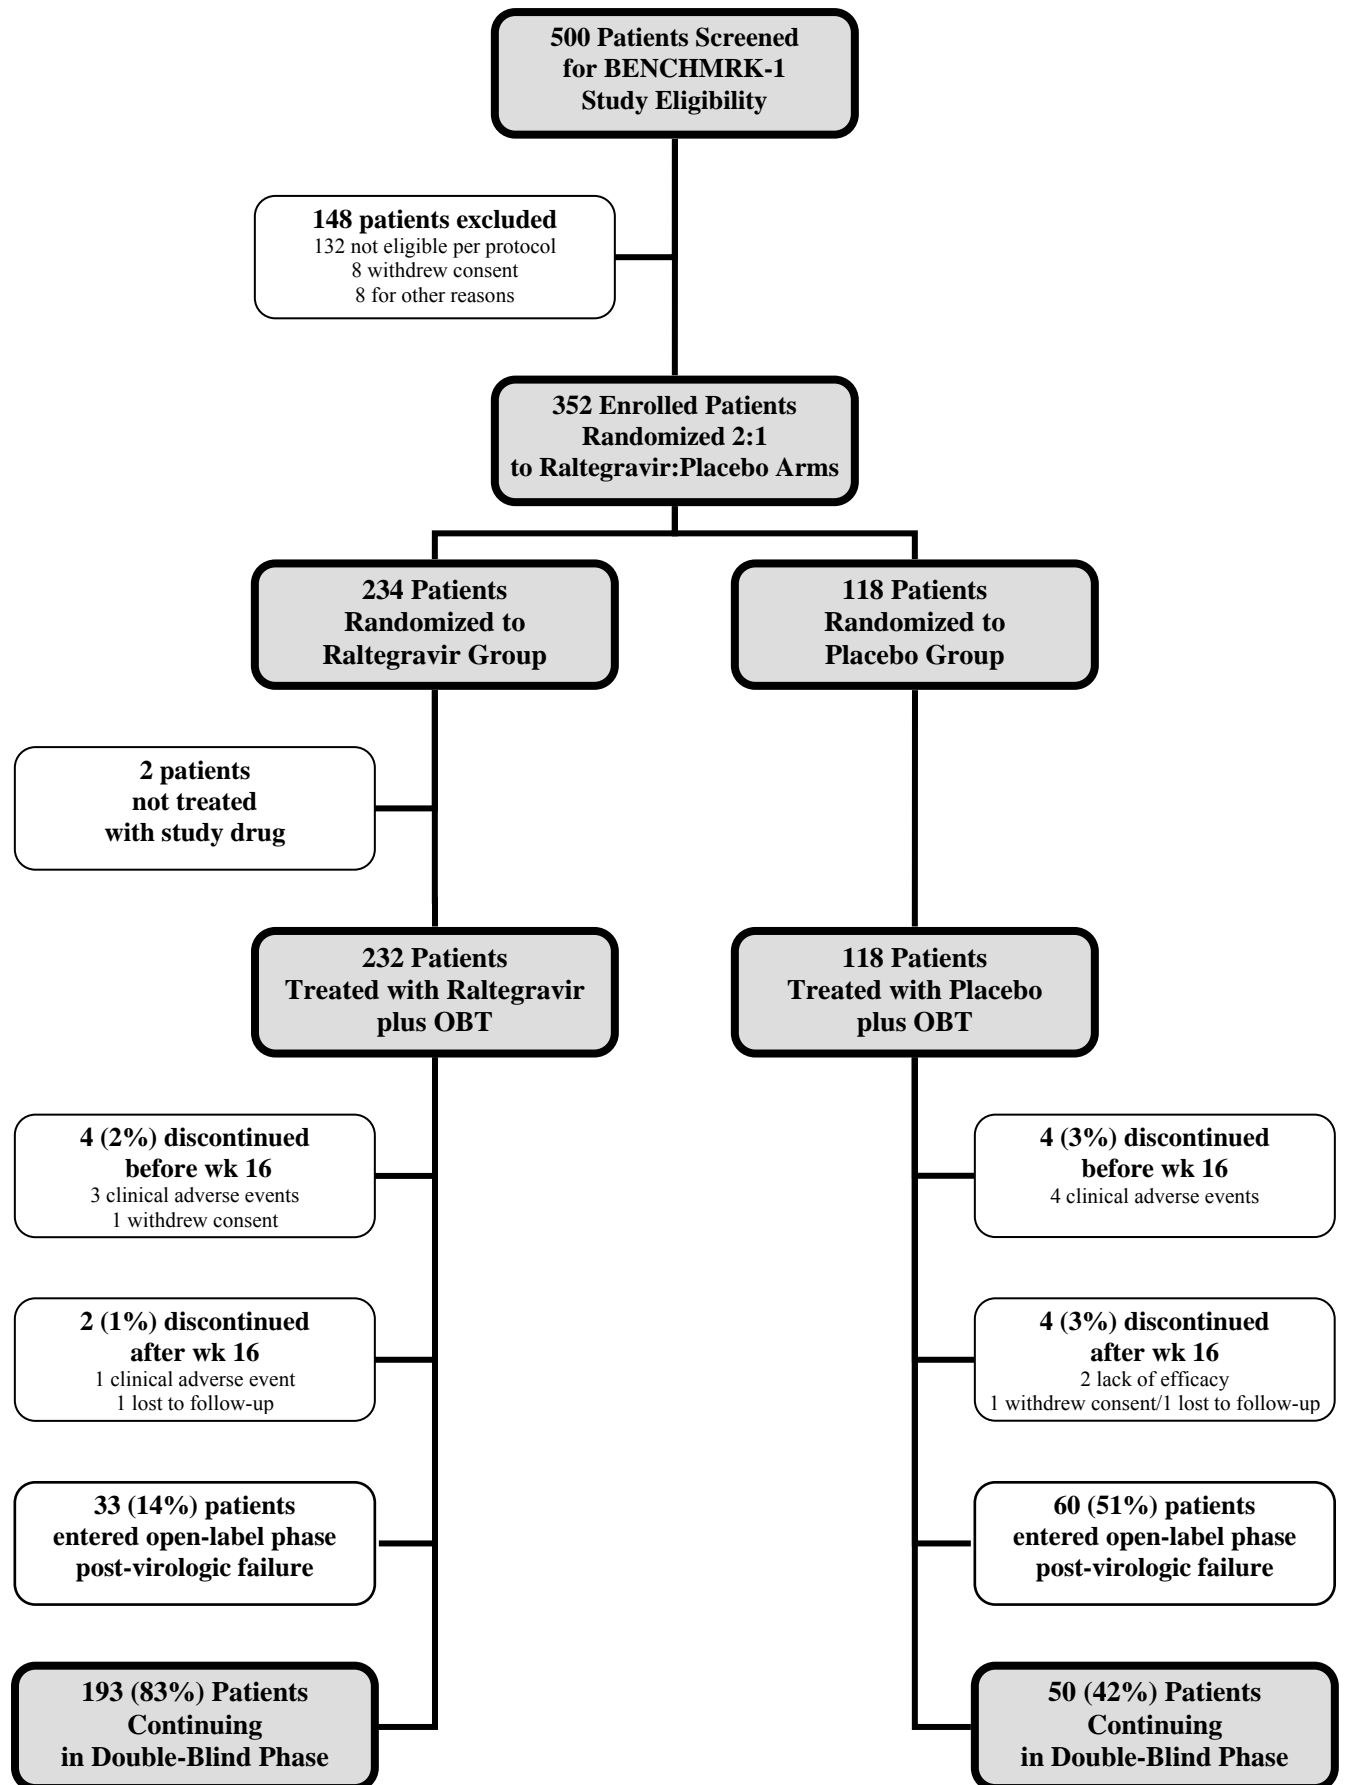 500 Patients Screened
for BENCHMRK-1
Study Eligibility
148 patients excluded
132 not eligible per protocol
8 withdrew consent
8 for other reasons
352 Enrolled Patients
Randomized 2:1
to Raltegravir:Placebo Arms
234 Patients
Randomized to
Raltegravir Group
118 Patients
Randomized to
Placebo Group
2 patients
not treated
with study drug
232 Patients
Treated with Raltegravir
plus OBT
118 Patients
Treated with Placebo
plus OBT
4 (2%) discontinued
before wk 16
3 clinical adverse events
1 withdrew consent
4 (3%) discontinued
before wk 16
4 clinical adverse events
2 (1%) discontinued
after wk 16
1 clinical adverse event
1 lost to follow-up
4 (3%) discontinued
after wk 16
2 lack of efficacy
1 withdrew consent/1 lost to follow-up
33 (14%) patients
entered open-label phase
post-virologic failure
60 (51%) patients
entered open-label phase
post-virologic failure
193 (83%) Patients
Continuing
in Double-Blind Phase
50 (42%) Patients
Continuing
in Double-Blind Phase